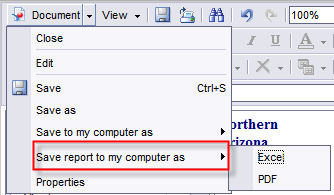 Document View 100%
Close
Edit
Save Ctrl+S
Save as
Save to my computer as
Save report to my computer as
Properties
Excel
PDF
orthern
rizona